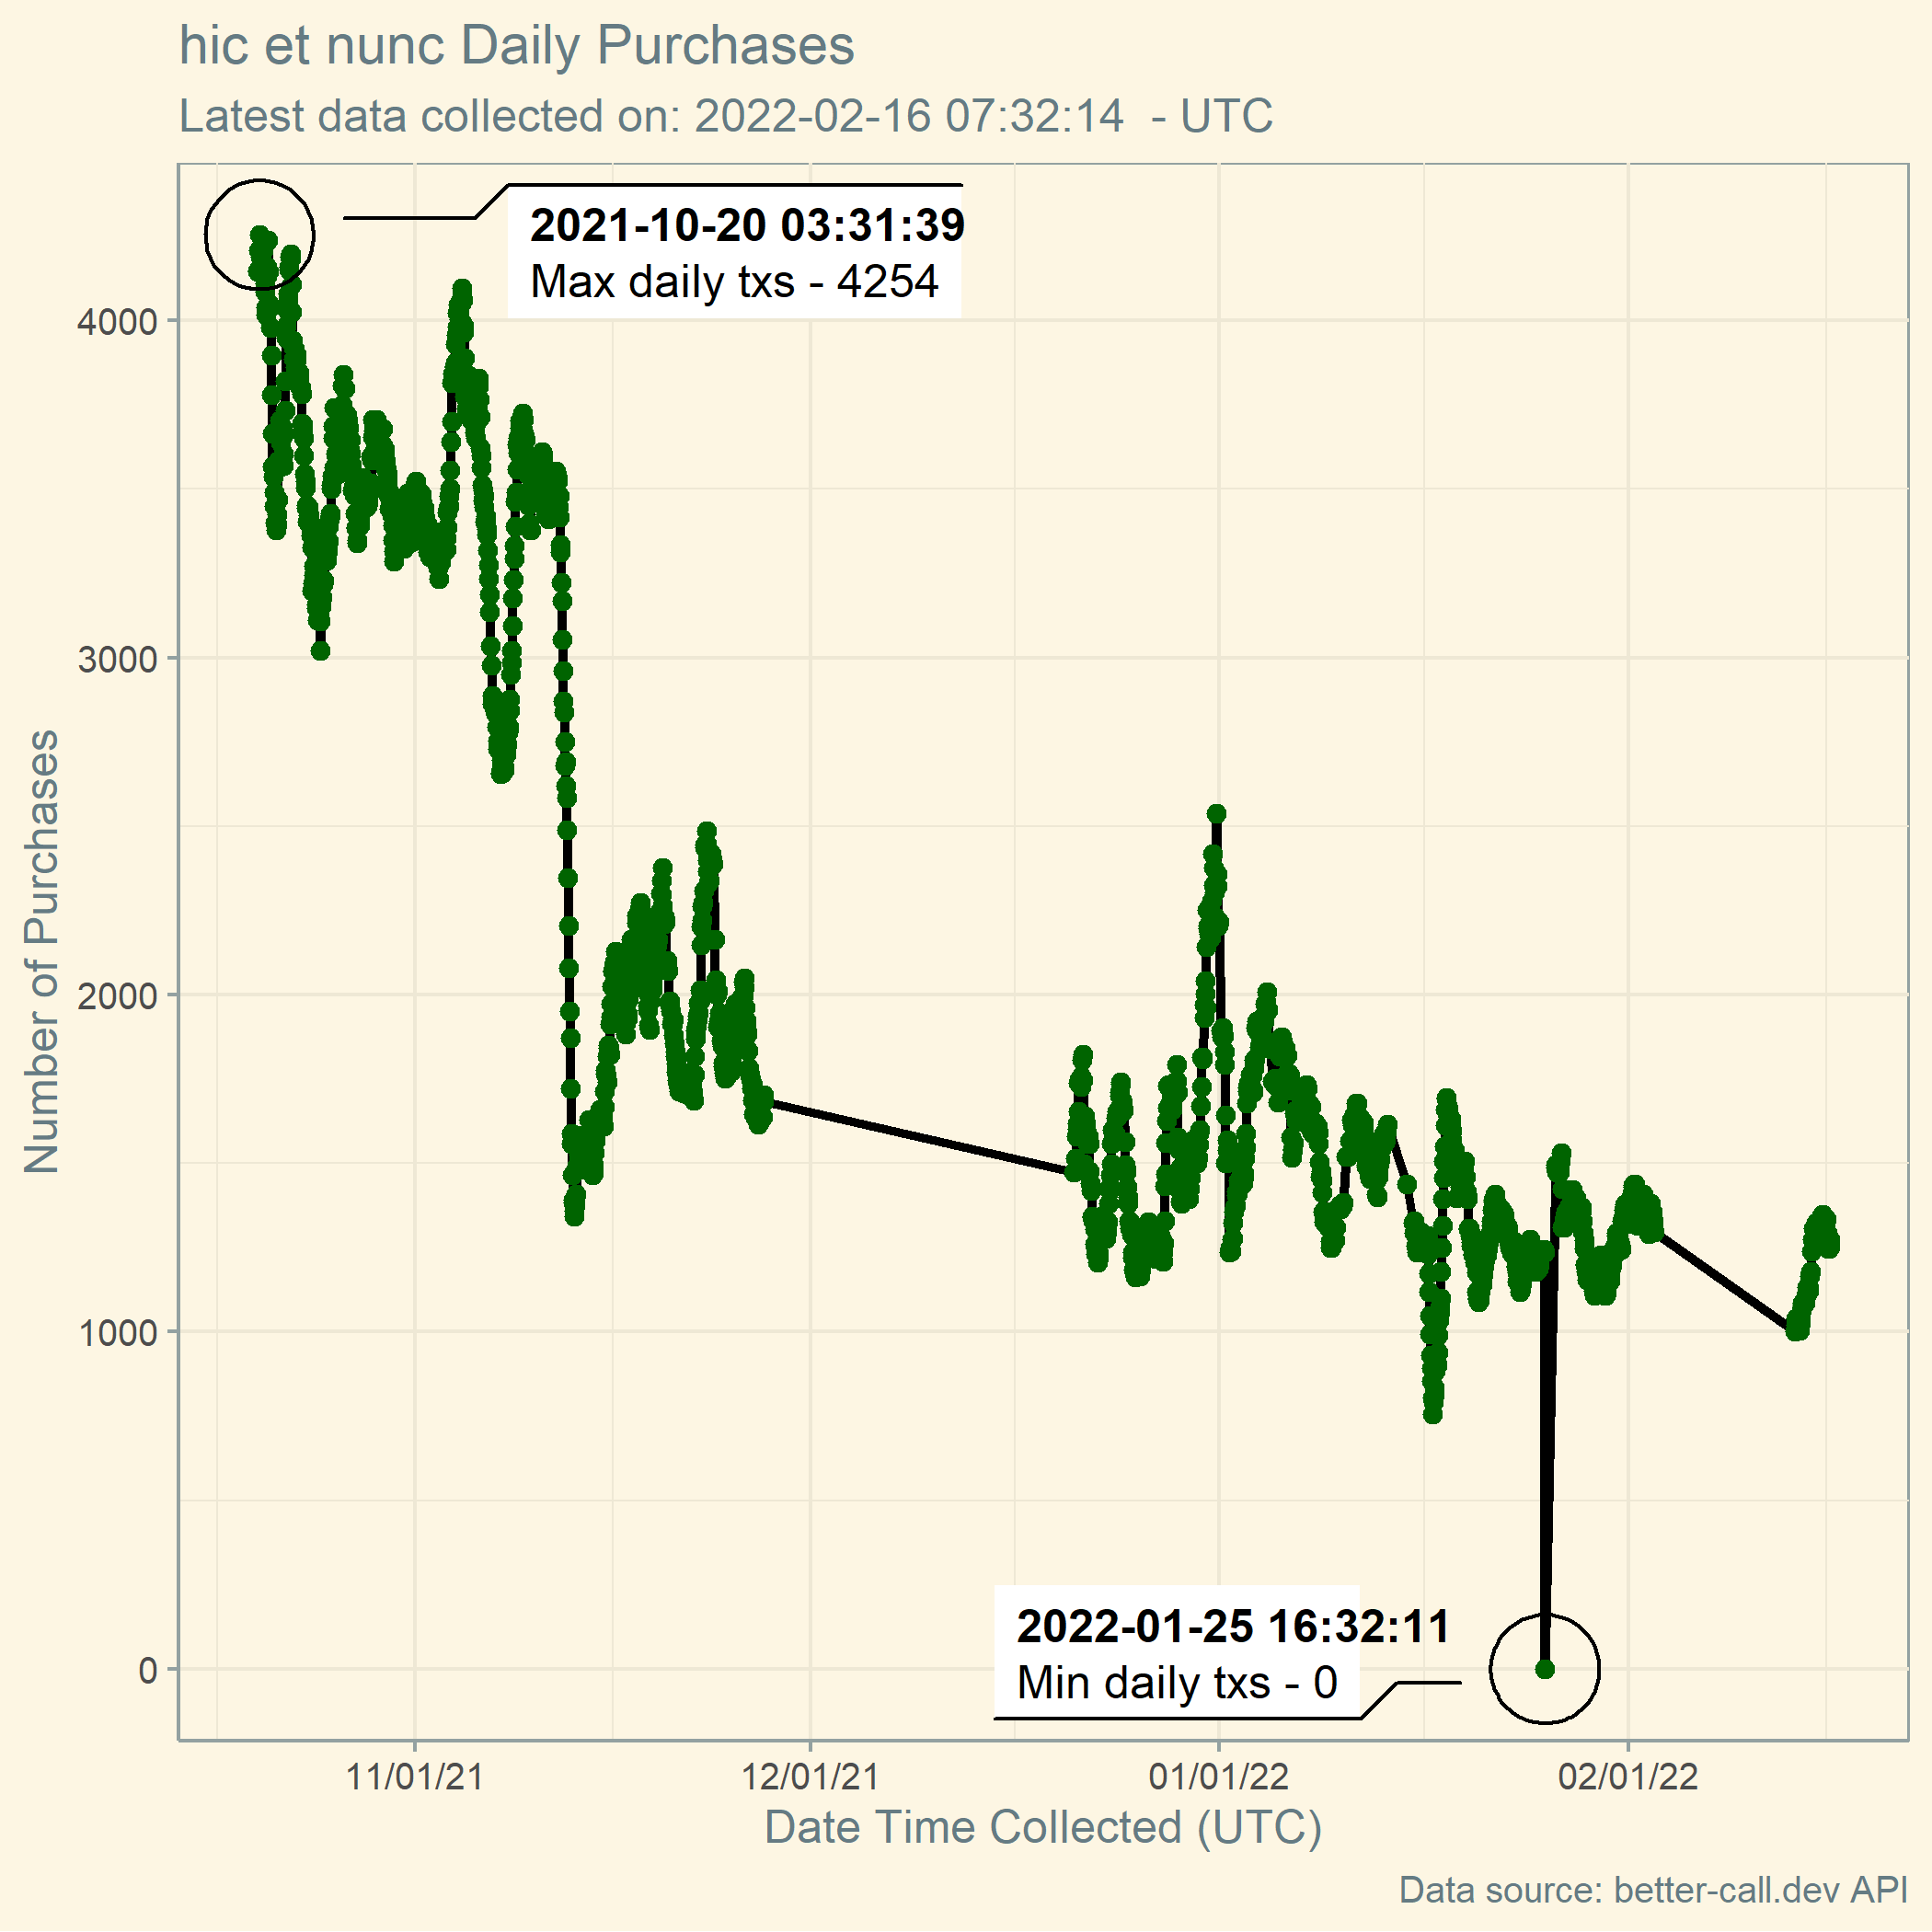 hic et nunc Daily Purchases
Latest data collected on: 2022-02-16 07:32:14  - UTC
2021-10-20 03:31:39
Max daily txs - 4254
4000
3000
2000
1000
0
Number of Purchases
2022-01-25 16:32:11
Min daily txs - 0
11/01/21
12/01/21
01/01/22
02/01/22
Date Time Collected (UTC)
Data source: better-call.dev API